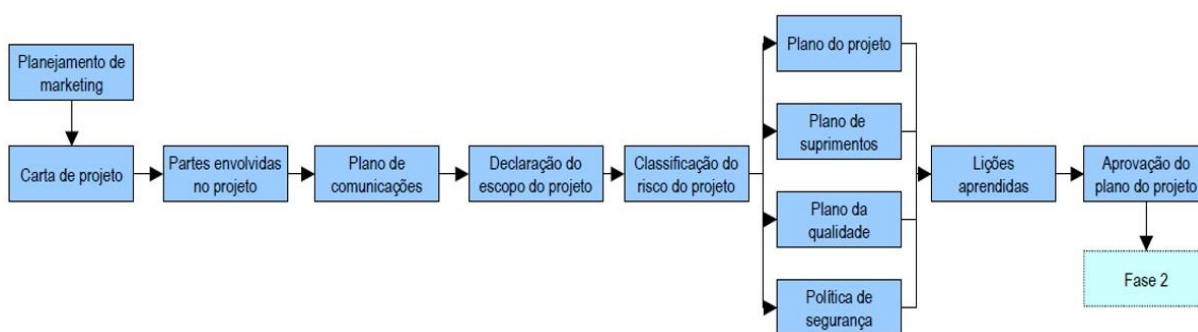 Planejamento de
marketing
Carta de projeto
Partes envolvidas
no projeto
Plano de
comunicações
Declaração do
escopo do projeto
Classificação do
risco do projeto
Plano do projeto
Plano de
suprimentos
Plano da
qualidade
Política de
segurança
Lições
aprendidas
Aprovação do
plano do projeto
Fase 2